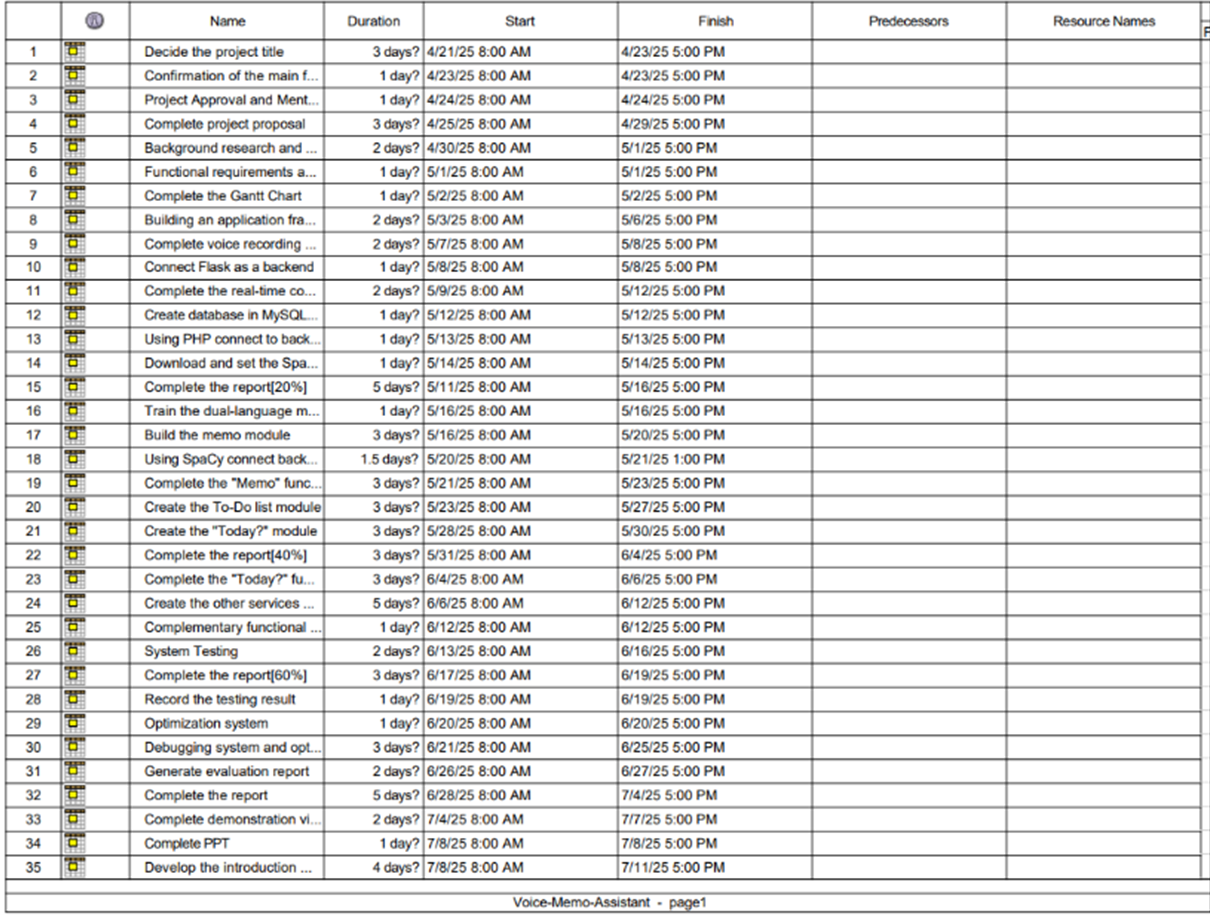 Name Duration Start Finish Predecessors Resource Names
1 Decide the project title 3 days? 4/21/25 8:00 AM 4/23/25 5:00 PM
2 Confirmation of the main f... 1 day? 4/23/25 8:00 AM 4/23/25 5:00 PM
3 Project Approval and Ment... 1 day? 4/24/25 8:00 AM 4/24/25 5:00 PM
4 Complete project proposal 3 days? 4/25/25 8:00 AM 4/29/25 5:00 PM
5 Background research and ... 2 days? 4/30/25 8:00 AM 5/1/25 5:00 PM
6 Functional requirements a... 1 day? 5/1/25 8:00 AM 5/1/25 5:00 PM
7 Complete the Gantt Chart 1 day? 5/2/25 8:00 AM 5/2/25 5:00 PM
8 Building an application fra... 2 days? 5/3/25 8:00 AM 5/6/25 5:00 PM
9 Complete voice recording ... 2 days? 5/7/25 8:00 AM 5/8/25 5:00 PM
10 Connect Flask as a backend 1 day? 5/8/25 8:00 AM 5/8/25 5:00 PM
11 Complete the real-time co... 2 days? 5/9/25 8:00 AM 5/12/25 5:00 PM
12 Create database in MySQL... 1 day? 5/12/25 8:00 AM 5/12/25 5:00 PM
13 Using PHP connect to back... 1 day? 5/13/25 8:00 AM 5/13/25 5:00 PM
14 Download and set the Spa... 1 day? 5/14/25 8:00 AM 5/14/25 5:00 PM
15 Complete the report[20%] 5 days? 5/11/25 8:00 AM 5/16/25 5:00 PM
16 Train the dual-language m... 1 day? 5/16/25 8:00 AM 5/16/25 5:00 PM
17 Build the memo module 3 days? 5/16/25 8:00 AM 5/20/25 5:00 PM
18 Using SpaCy connect back... 1.5 days? 5/20/25 8:00 AM 5/21/25 1:00 PM
19 Complete the "Memo" func... 3 days? 5/21/25 8:00 AM 5/23/25 5:00 PM
20 Create the To-Do list module 3 days? 5/23/25 8:00 AM 5/27/25 5:00 PM
21 Create the "Today?" module 3 days? 5/28/25 8:00 AM 5/30/25 5:00 PM
22 Complete the report[40%] 3 days? 5/31/25 8:00 AM 6/4/25 5:00 PM
23 Complete the "Today?" fu... 3 days? 6/4/25 8:00 AM 6/6/25 5:00 PM
24 Create the other services ... 5 days? 6/6/25 8:00 AM 6/12/25 5:00 PM
25 Complementary functional ... 1 day? 6/12/25 8:00 AM 6/12/25 5:00 PM
26 System Testing 2 days? 6/13/25 8:00 AM 6/16/25 5:00 PM
27 Complete the report[60%] 3 days? 6/17/25 8:00 AM 6/19/25 5:00 PM
28 Record the testing result 1 day? 6/19/25 8:00 AM 6/19/25 5:00 PM
29 Optimization system 1 day? 6/20/25 8:00 AM 6/20/25 5:00 PM
30 Debugging system and opt... 3 days? 6/21/25 8:00 AM 6/25/25 5:00 PM
31 Generate evaluation report 2 days? 6/26/25 8:00 AM 6/27/25 5:00 PM
32 Complete the report 5 days? 6/28/25 8:00 AM 7/4/25 5:00 PM
33 Complete demonstration vi... 2 days? 7/4/25 8:00 AM 7/7/25 5:00 PM
34 Complete PPT 1 day? 7/8/25 8:00 AM 7/8/25 5:00 PM
35 Develop the introduction ... 4 days? 7/8/25 8:00 AM 7/11/25 5:00 PM
Voice-Memo-Assistant - page1